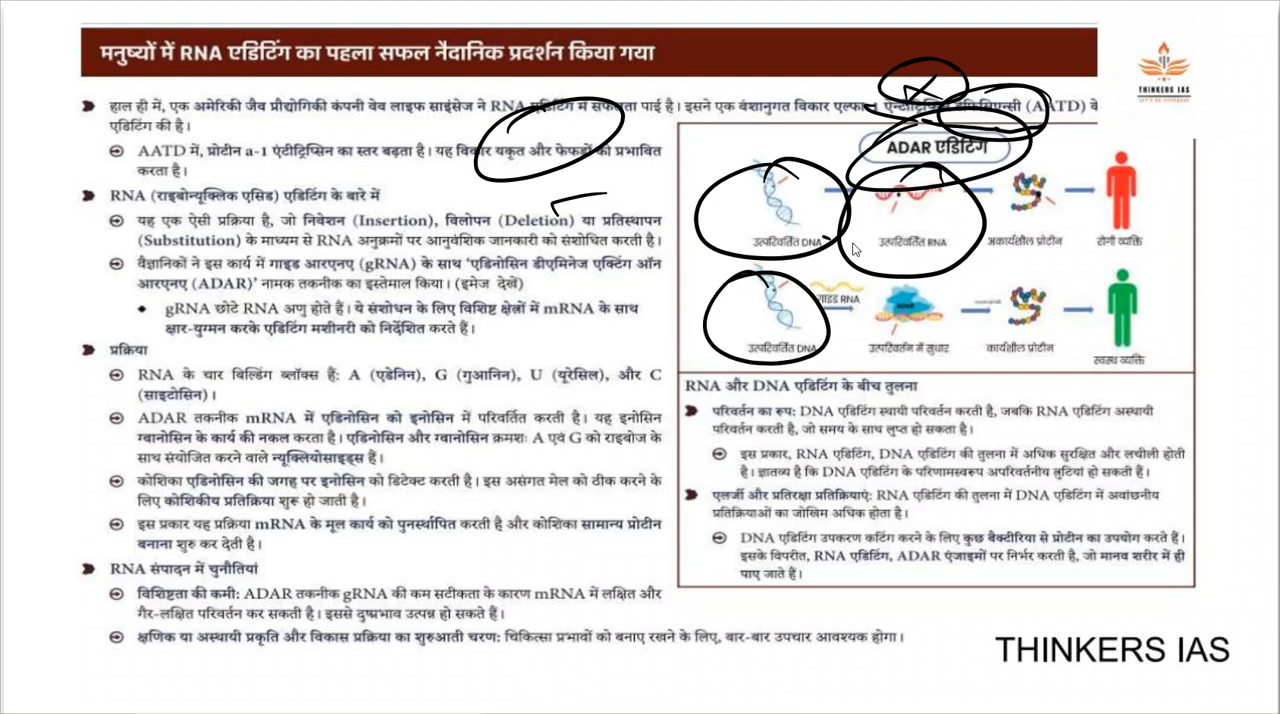 मनुष्यों में RNA एडिटिंग का पहला सफल नैदानिक प्रदर्शन किया गया
THINKERS IAS
LET'S BE THINKERS
हाल ही में, एक अमेरिकी जैव प्रौद्योगिकी कंपनी वेव लाइफ साइंसेज ने RNA एडिटिंग में सफलता पाई है। इसने एक वंशानुगत विकार एल्फा-1 एन्टीट्रिप्सिन (AATD) के
एडिटिंग की है।
AATD में, प्रोटीन a-1 एंटीट्रिप्सिन का स्तर बढ़ता है। यह विकार यकृत और फेफड़ों को प्रभावित
करता है।
RNA (राइबोन्यूक्लिक एसिड) एडिटिंग के बारे में
यह एक ऐसी प्रक्रिया है, जो निवेशन (Insertion), विलोपन (Deletion) या प्रतिस्थापन
(Substitution) के माध्यम से RNA अनुक्रमों पर आनुवंशिक जानकारी को संशोधित करती है।
वैज्ञानिकों ने इस कार्य में गाइड आरएनए (gRNA) के साथ 'एडिनोसिन डीएमिनेज एक्टिंग ऑन
आरएनए (ADAR)' नामक तकनीक का इस्तेमाल किया। (इमेज देखें)
gRNA छोटे RNA अणु होते हैं। ये संशोधन के लिए विशिष्ट क्षेत्रों में mRNA के साथ
क्षार-युग्मन करके एडिटिंग मशीनरी को निर्देशित करते हैं।
प्रक्रिया
RNA के चार बिल्डिंग ब्लॉक्स हैं: A (एडेनिन), G (गुआनिन), U (यूरेसिल), और C
(साइटोसिन)।
ADAR तकनीक mRNA में एडिनोसिन को इनोसिन में परिवर्तित करती है। यह इनोसिन
ग्वानोसिन के कार्य की नकल करता है। एडिनोसिन और ग्वानोसिन क्रमशः A एवं G को राइबोज के
साथ संयोजित करने वाले न्यूक्लियोसाइड्स हैं।
कोशिका एडिनोसिन की जगह पर इनोसिन को डिटेक्ट करती है। इस असंगत मेल को ठीक करने के
लिए कोशिकीय प्रतिक्रिया शुरू हो जाती है।
इस प्रकार यह प्रक्रिया mRNA के मूल कार्य को पुनर्स्थापित करती है और कोशिका सामान्य प्रोटीन
बनाना शुरु कर देती है।
RNA संपादन में चुनौतियां
विशिष्टता की कमी: ADAR तकनीक gRNA की कम सटीकता के कारण mRNA में लक्षित और
गैर-लक्षित परिवर्तन कर सकती है। इससे दुष्प्रभाव उत्पन्न हो सकते हैं।
क्षणिक या अस्थायी प्रकृति और विकास प्रक्रिया का शुरुआती चरण: चिकित्सा प्रभावों को बनाए रखने के लिए, बार-बार उपचार आवश्यक होगा।
ADAR एडिटिंग
उत्परिवर्तित DNA उत्परिवर्तित RNA अकार्यशील प्रोटीन रोगी व्यक्ति
गाइड RNA
उत्परिवर्तित DNA उत्परिवर्तन में सुधार कार्यशील प्रोटीन स्वस्थ व्यक्ति
RNA और DNA एडिटिंग के बीच तुलना
परिवर्तन का रूप: DNA एडिटिंग स्थायी परिवर्तन करती है, जबकि RNA एडिटिंग अस्थायी
परिवर्तन करती है, जो समय के साथ लुप्त हो सकता है।
इस प्रकार, RNA एडिटिंग, DNA एडिटिंग की तुलना में अधिक सुरक्षित और लचीली होती
है। ज्ञातव्य है कि DNA एडिटिंग के परिणामस्वरूप अपरिवर्तनीय त्रुटियां हो सकती हैं।
एलर्जी और प्रतिरक्षा प्रतिक्रियाएं: RNA एडिटिंग की तुलना में DNA एडिटिंग में अवांछनीय
प्रतिक्रियाओं का जोखिम अधिक होता है।
DNA एडिटिंग उपकरण कटिंग करने के लिए कुछ बैक्टीरिया से प्रोटीन का उपयोग करते हैं।
इसके विपरीत, RNA एडिटिंग, ADAR एंजाइमों पर निर्भर करती है, जो मानव शरीर में ही
पाए जाते हैं।
THINKERS IAS